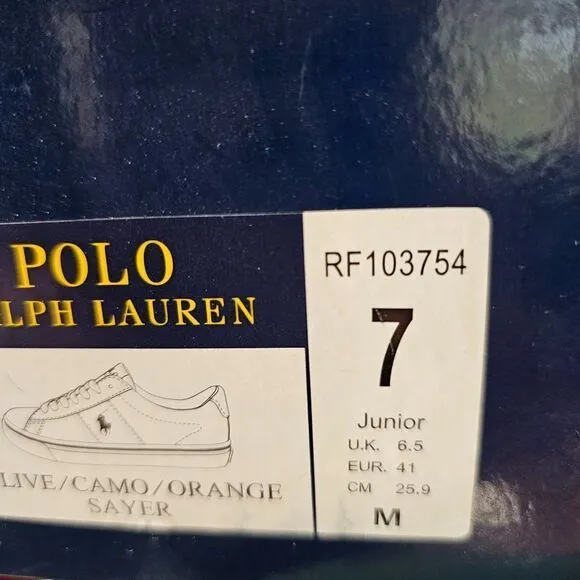 POLO
LPH LAUREN
LIVE/CAMO/ORANGE
SAYER
RF103754
7
Junior
U.K. 6.5
EUR. 41
CM 25.9
M